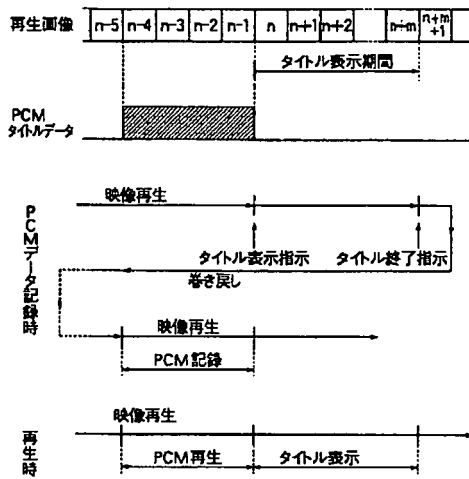 再生画像 n-5 n-4 n-3 n-2 n-1 n n+1 n+2 n+m n+m+1
タイトル表示期間
PCM
タイトルデータ
PCMデータ記録時
映像再生
タイトル表示指示 タイトル終了指示
巻き戻し
映像再生
PCM記録
再生時
映像再生
PCM再生 タイトル表示